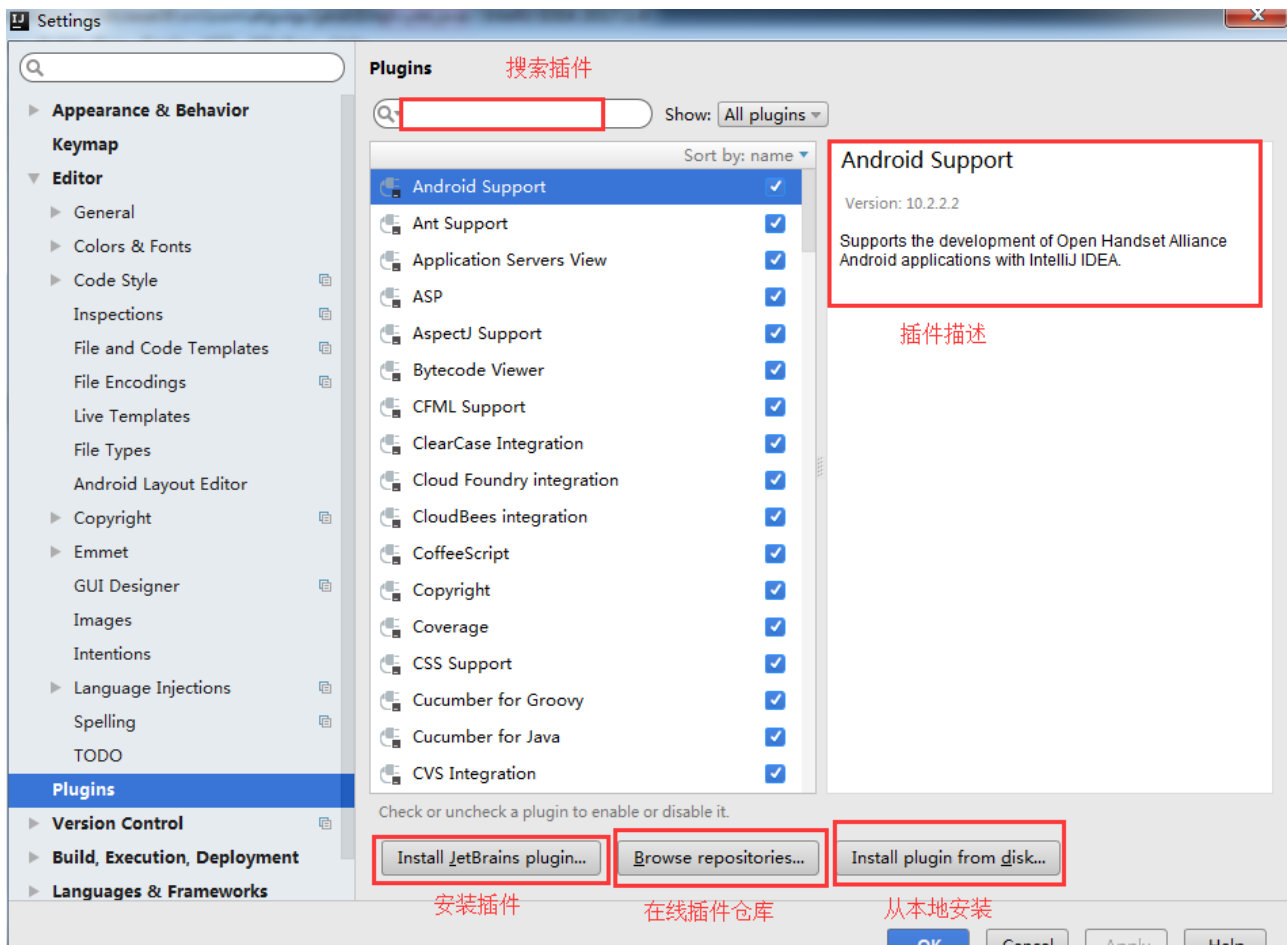 Settings
Plugins
搜索插件
Show:
All plugins
Appearance & Behavior
Keymap
Editor
General
Colors & Fonts
Code Style
Inspections
File and Code Templates
File Encodings
Live Templates
File Types
Android Layout Editor
Copyright
Emmet
GUI Designer
Images
Intentions
Language Injections
Spelling
TODO
Plugins
Version Control
Build, Execution, Deployment
Languages & Frameworks
Sort by: name
Android Support
Ant Support
Application Servers View
ASP
AspectJ Support
Bytecode Viewer
CFML Support
ClearCase Integration
Cloud Foundry integration
CloudBees integration
CoffeeScript
Copyright
Coverage
CSS Support
Cucumber for Groovy
Cucumber for Java
CVS Integration
Check or uncheck a plugin to enable or disable it.
Android Support
Version: 10.2.2.2
Supports the development of Open Handset Alliance
Android applications with IntelliJ IDEA.
插件描述
Install JetBrains plugin...
Browse repositories...
Install plugin from disk...
安装插件
在线插件仓库
从本地安装
OK
Cancel
Apply
Help